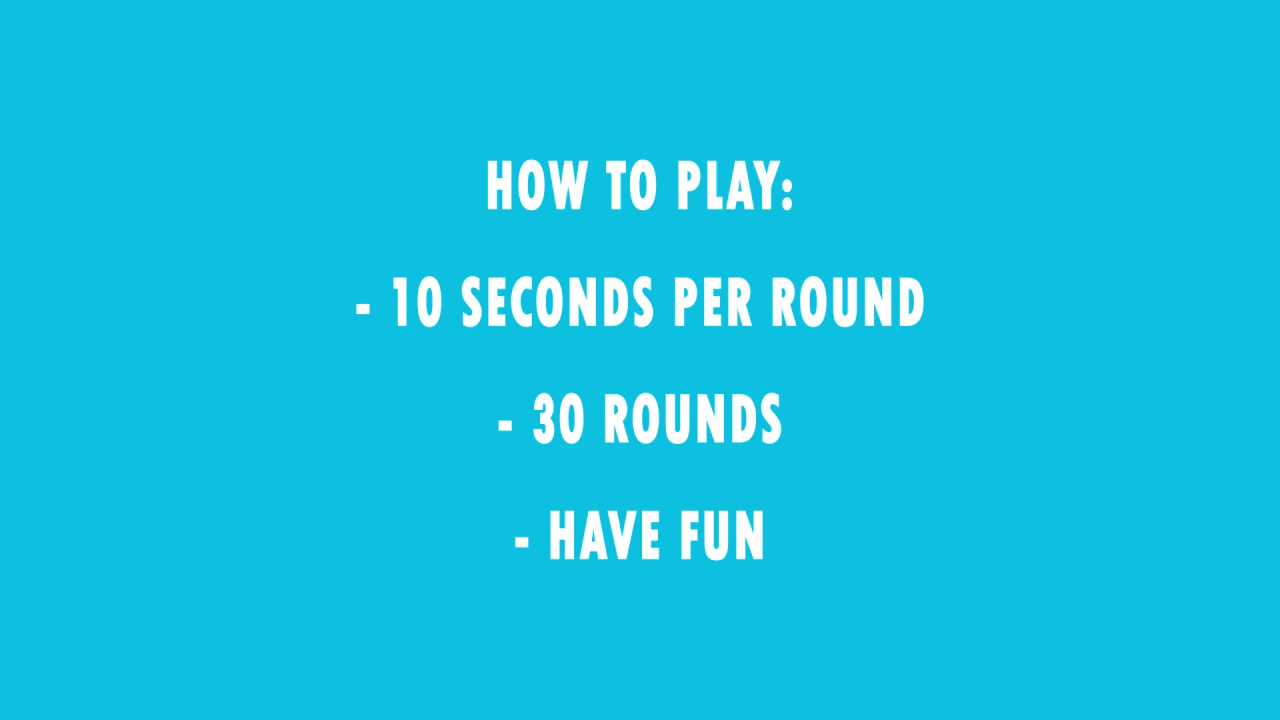 HOW TO PLAY:
- 10 SECONDS PER ROUND
- 30 ROUNDS
- HAVE FUN